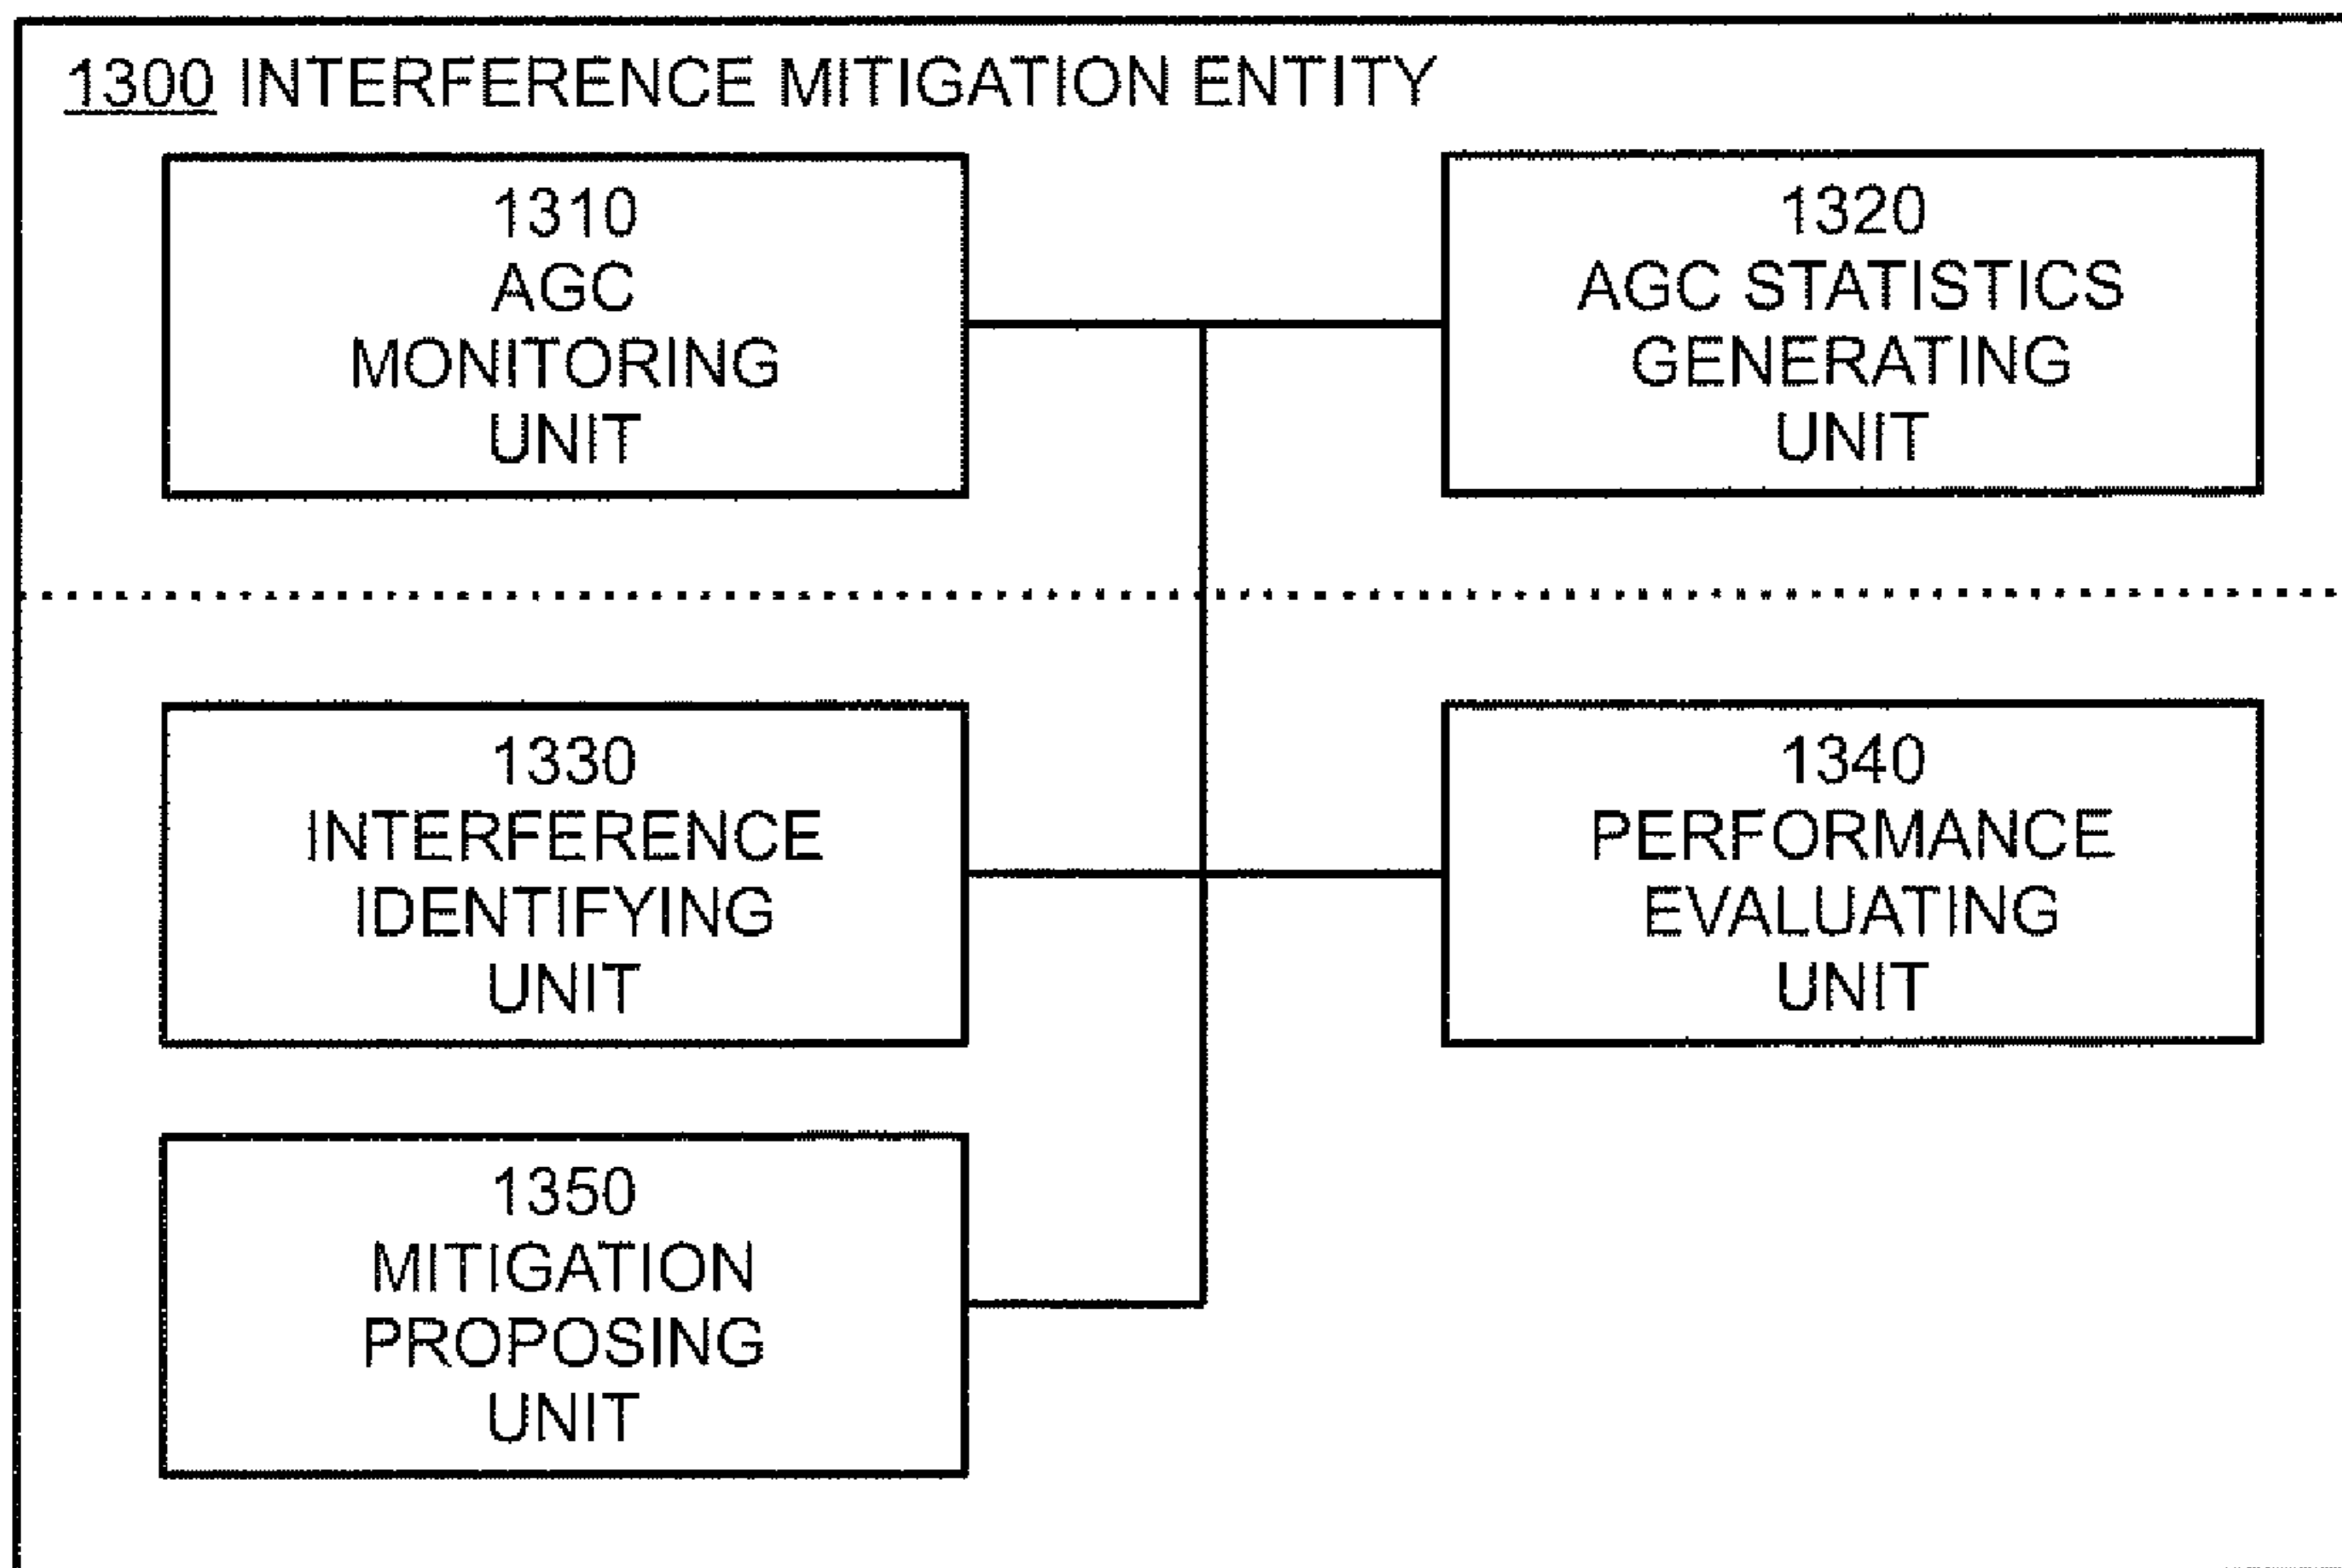 1300 INTERFERENCE MITIGATION ENTITY
1310
AGC
MONITORING
UNIT
1320
AGC STATISTICS
GENERATING
UNIT
1330
INTERFERENCE
IDENTIFYING
UNIT
1340
PERFORMANCE
EVALUATING
UNIT
1350
MITIGATION
PROPOSING
UNIT